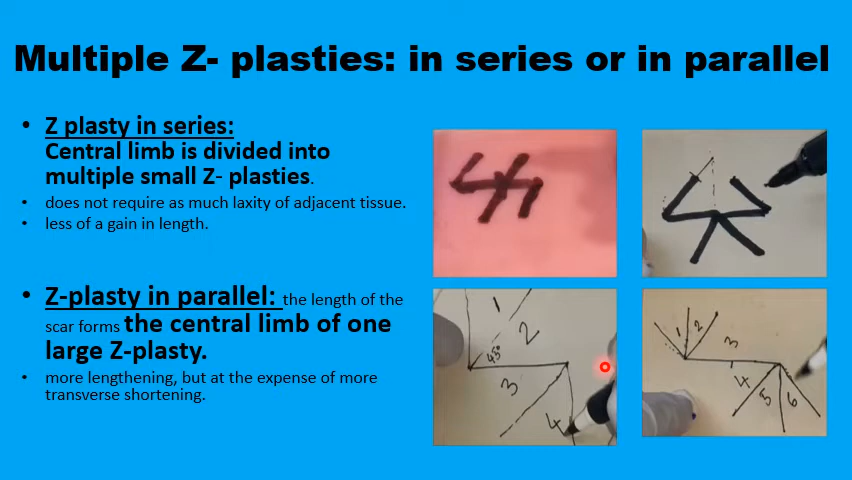 Multiple Z- plasties: in series or in parallel
• Z plasty in series:
Central limb is divided into
multiple small Z- plasties.
• does not require as much laxity of adjacent tissue.
• less of a gain in length.
• Z-plasty in parallel: the length of the
scar forms the central limb of one
large Z-plasty.
• more lengthening, but at the expense of more
transverse shortening.
1
2
45°
3
4
1 2
3
4
5 6